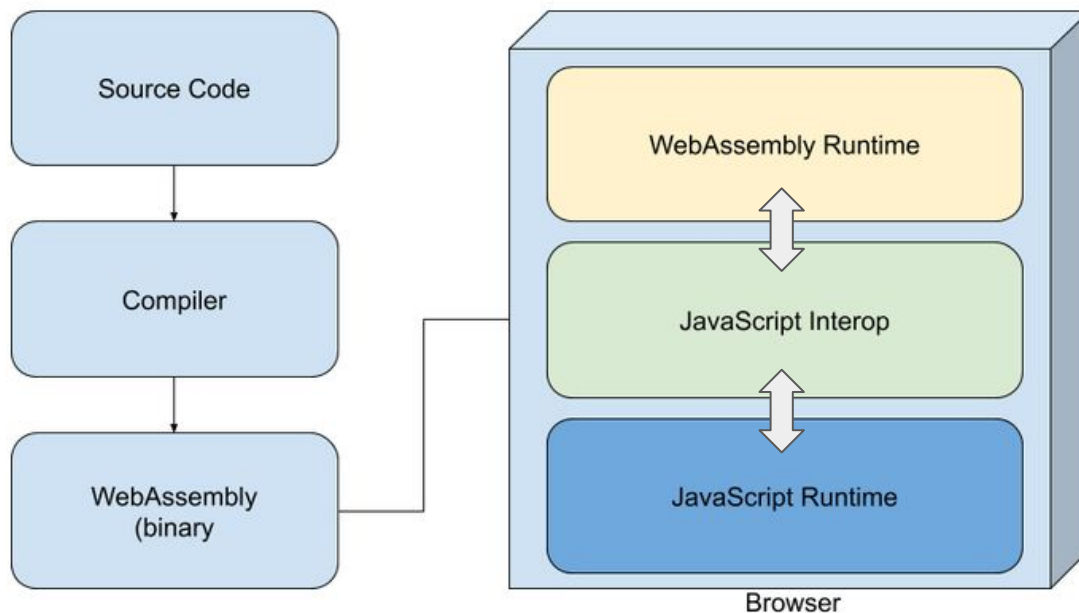 Source Code
Compiler
WebAssembly
(binary
WebAssembly Runtime
JavaScript Interop
JavaScript Runtime
Browser